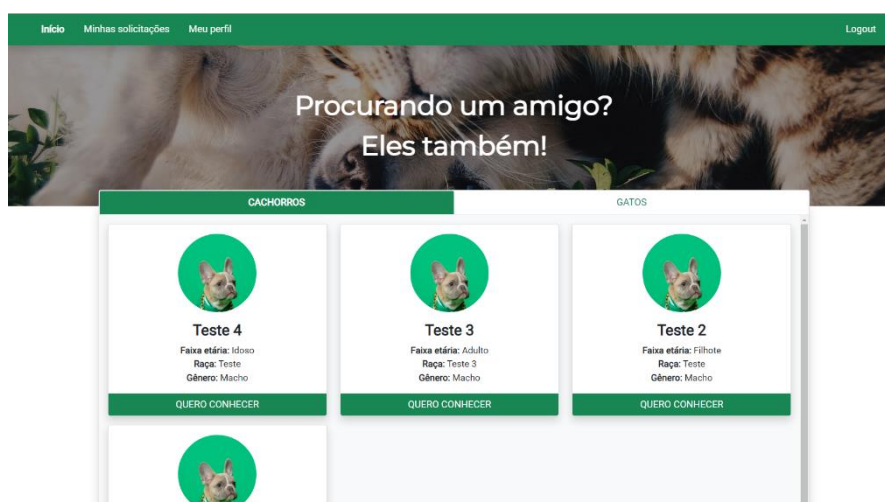 Início Minhas solicitações Meu perfil Logout
Procurando um amigo?
Eles também!
CACHORROS GATOS
Teste 4
Faixa etária: Idoso
Raça: Teste
Gênero: Macho
QUERO CONHECER
Teste 3
Faixa etária: Adulto
Raça: Teste 3
Gênero: Macho
QUERO CONHECER
Teste 2
Faixa etária: Filhote
Raça: Teste
Gênero: Macho
QUERO CONHECER